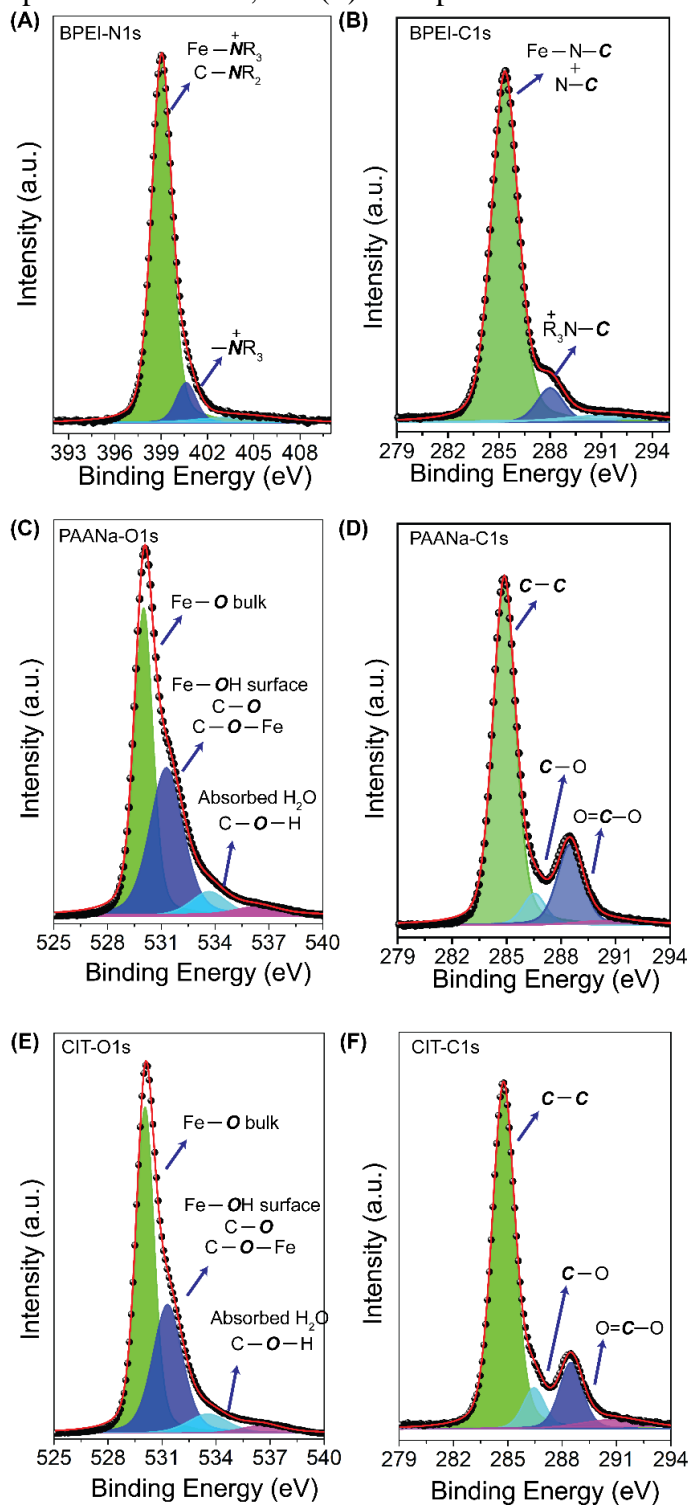 (A)
BPEI-N1s
+
Fe – NR3
C – NR2
+
–NR3
Intensity (a.u.)
393 396 399 402 405 408
Binding Energy (eV)
(B)
BPEI-C1s
Fe – N – C
+
N – C
+
R3N – C
Intensity (a.u.)
279 282 285 288 291 294
Binding Energy (eV)
(C)
PAANa-O1s
Fe – O bulk
Fe – OH surface
C – O
C – O – Fe
Absorbed H2O
C – O – H
Intensity (a.u.)
525 528 531 534 537 540
Binding Energy (eV)
(D)
PAANa-C1s
C – C
C – O
O=C–O
Intensity (a.u.)
279 282 285 288 291 294
Binding Energy (eV)
(E)
CIT-O1s
Fe – O bulk
Fe – OH surface
C – O
C – O – Fe
Absorbed H2O
C – O – H
Intensity (a.u.)
525 528 531 534 537 540
Binding Energy (eV)
(F)
CIT-C1s
C – C
C – O
O=C–O
Intensity (a.u.)
279 282 285 288 291 294
Binding Energy (eV)